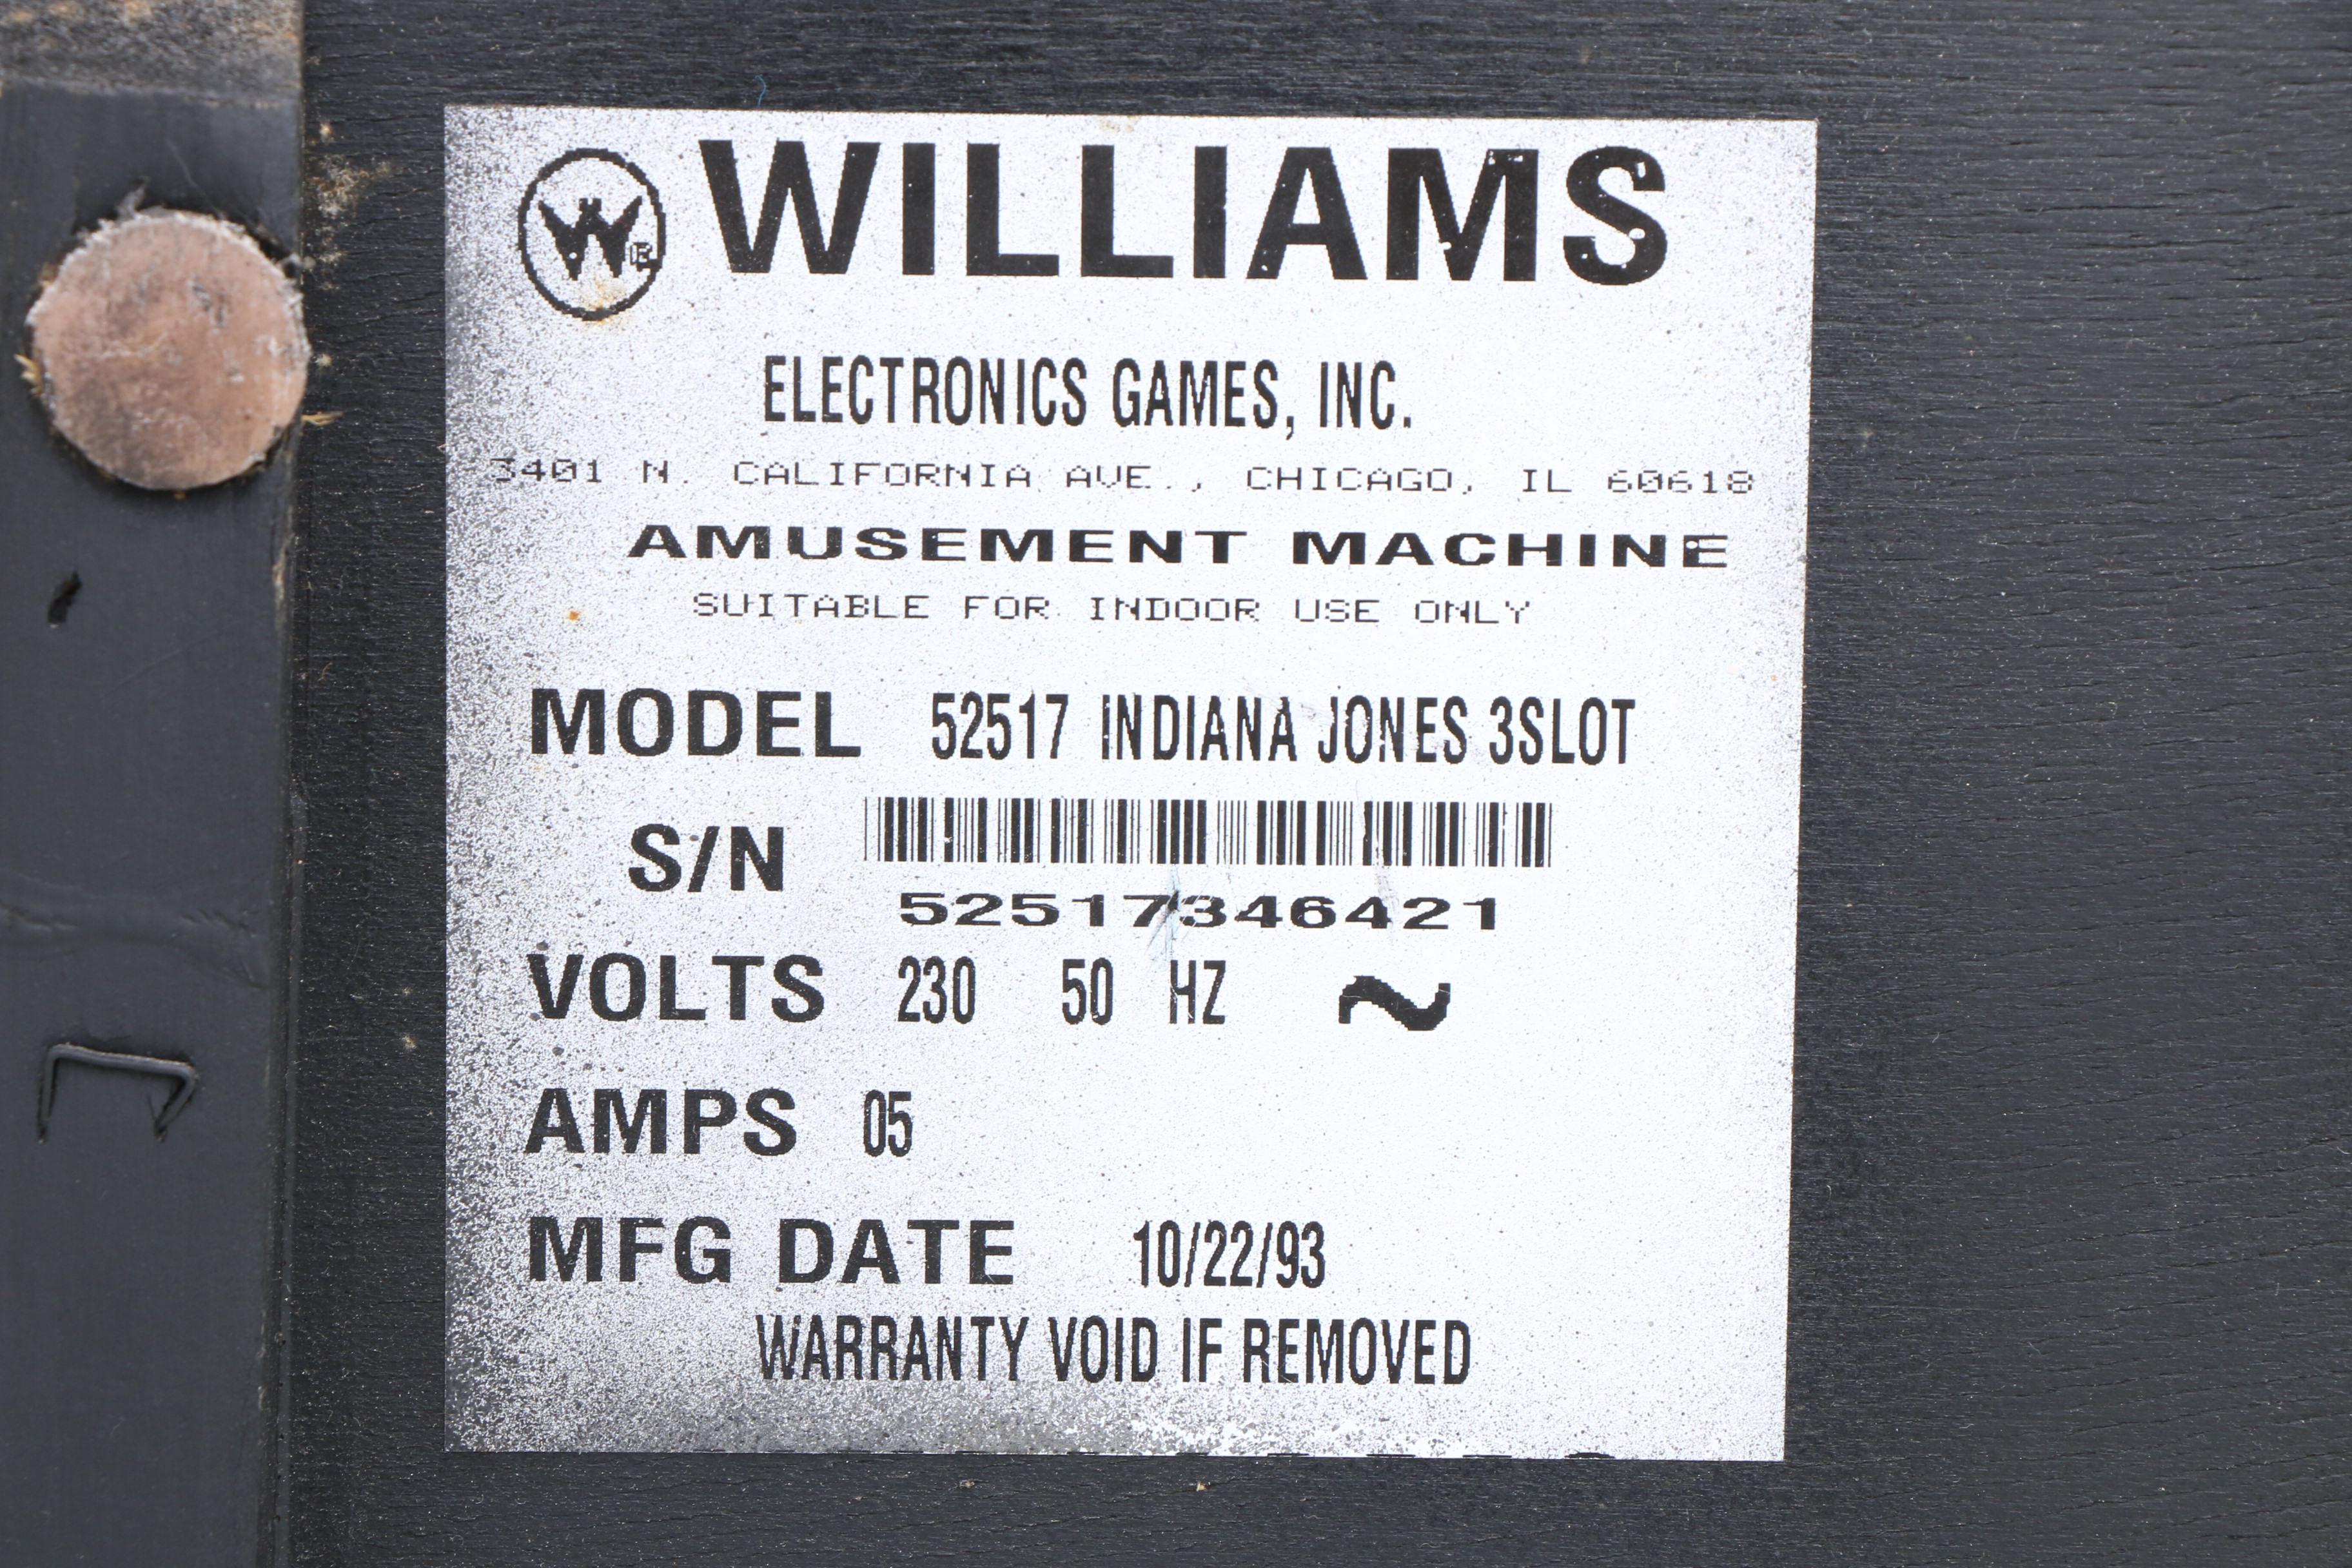 WILLIAMS
ELECTRONICS GAMES, INC.
3401 N. CALIFORNIA AVE., CHICAGO, IL 60618
AMUSEMENT MACHINE
SUITABLE FOR INDOOR USE ONLY
MODEL 52517 INDIANA JONES 3SLOT
S/N
52517346421
VOLTS 230 50 HZ ~
AMPS 05
MFG DATE 10/22/93
WARRANTY VOID IF REMOVED